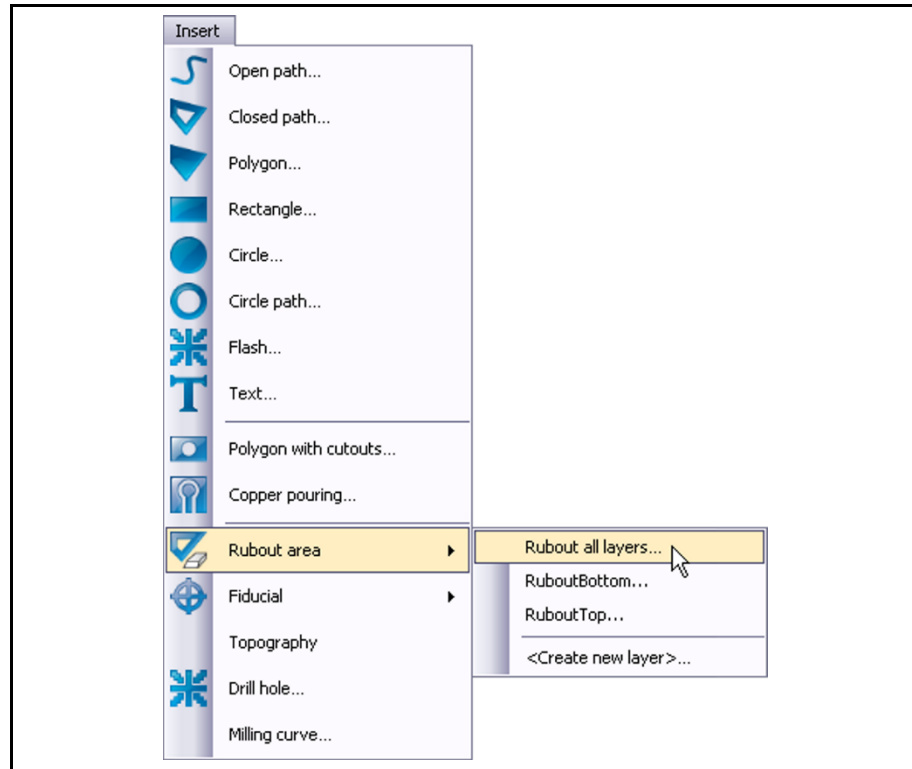 Insert
Open path...
Closed path...
Polygon...
Rectangle...
Circle...
Circle path...
Flash...
Text...
Polygon with cutouts...
Copper pouring...
Rubout area
Rubout all layers...
RuboutBottom...
RuboutTop...
<Create new layer>...
Fiducial
Topography
Drill hole...
Milling curve...